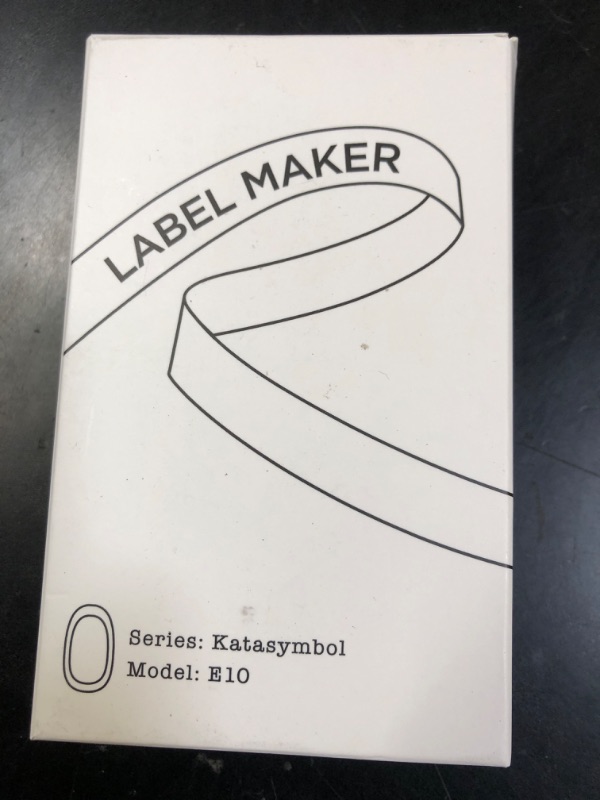 LABEL MAKER
Series: Katasymbol
Model: E10